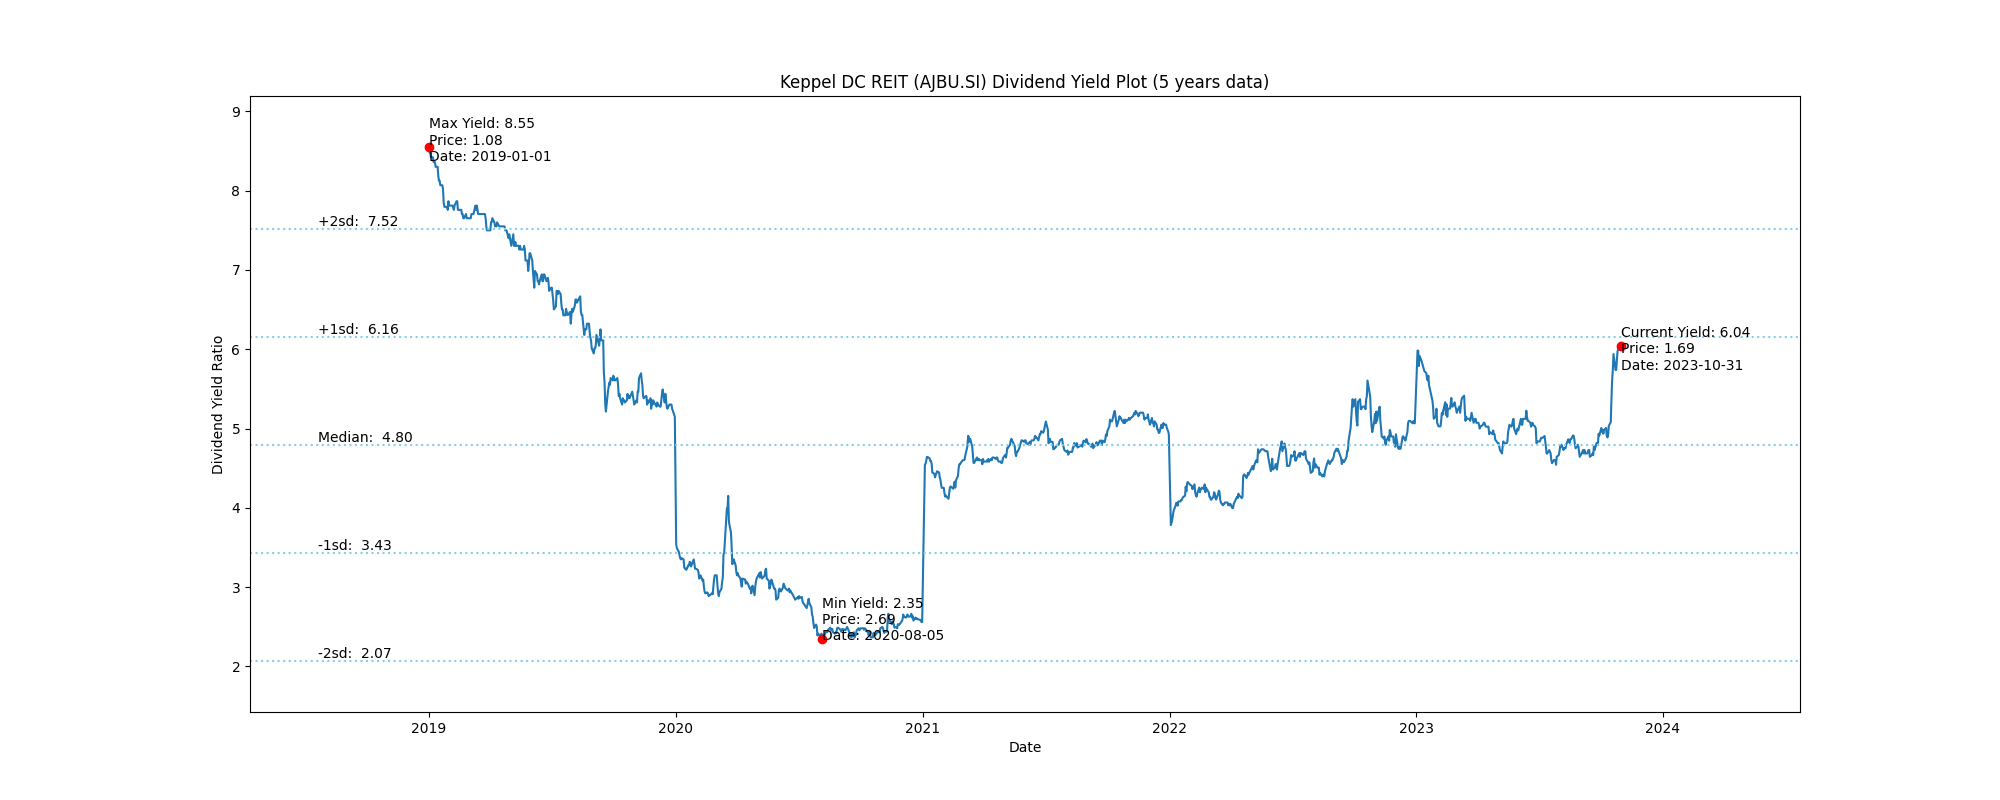 Keppel DC REIT (AJBU.SI) Dividend Yield Plot (5 years data)
9
Max Yield: 8.55
Price: 1.08
Date: 2019-01-01
8
+2sd: 7.52
7
+1sd: 6.16
Current Yield: 6.04
Price: 1.69
Date: 2023-10-31
6
Dividend Yield Ratio
5
Median: 4.80
4
-1sd: 3.43
3
Min Yield: 2.35
Price: 2.69
Date: 2020-08-05
-2sd: 2.07
2
2019 2020 2021 2022 2023 2024
Date